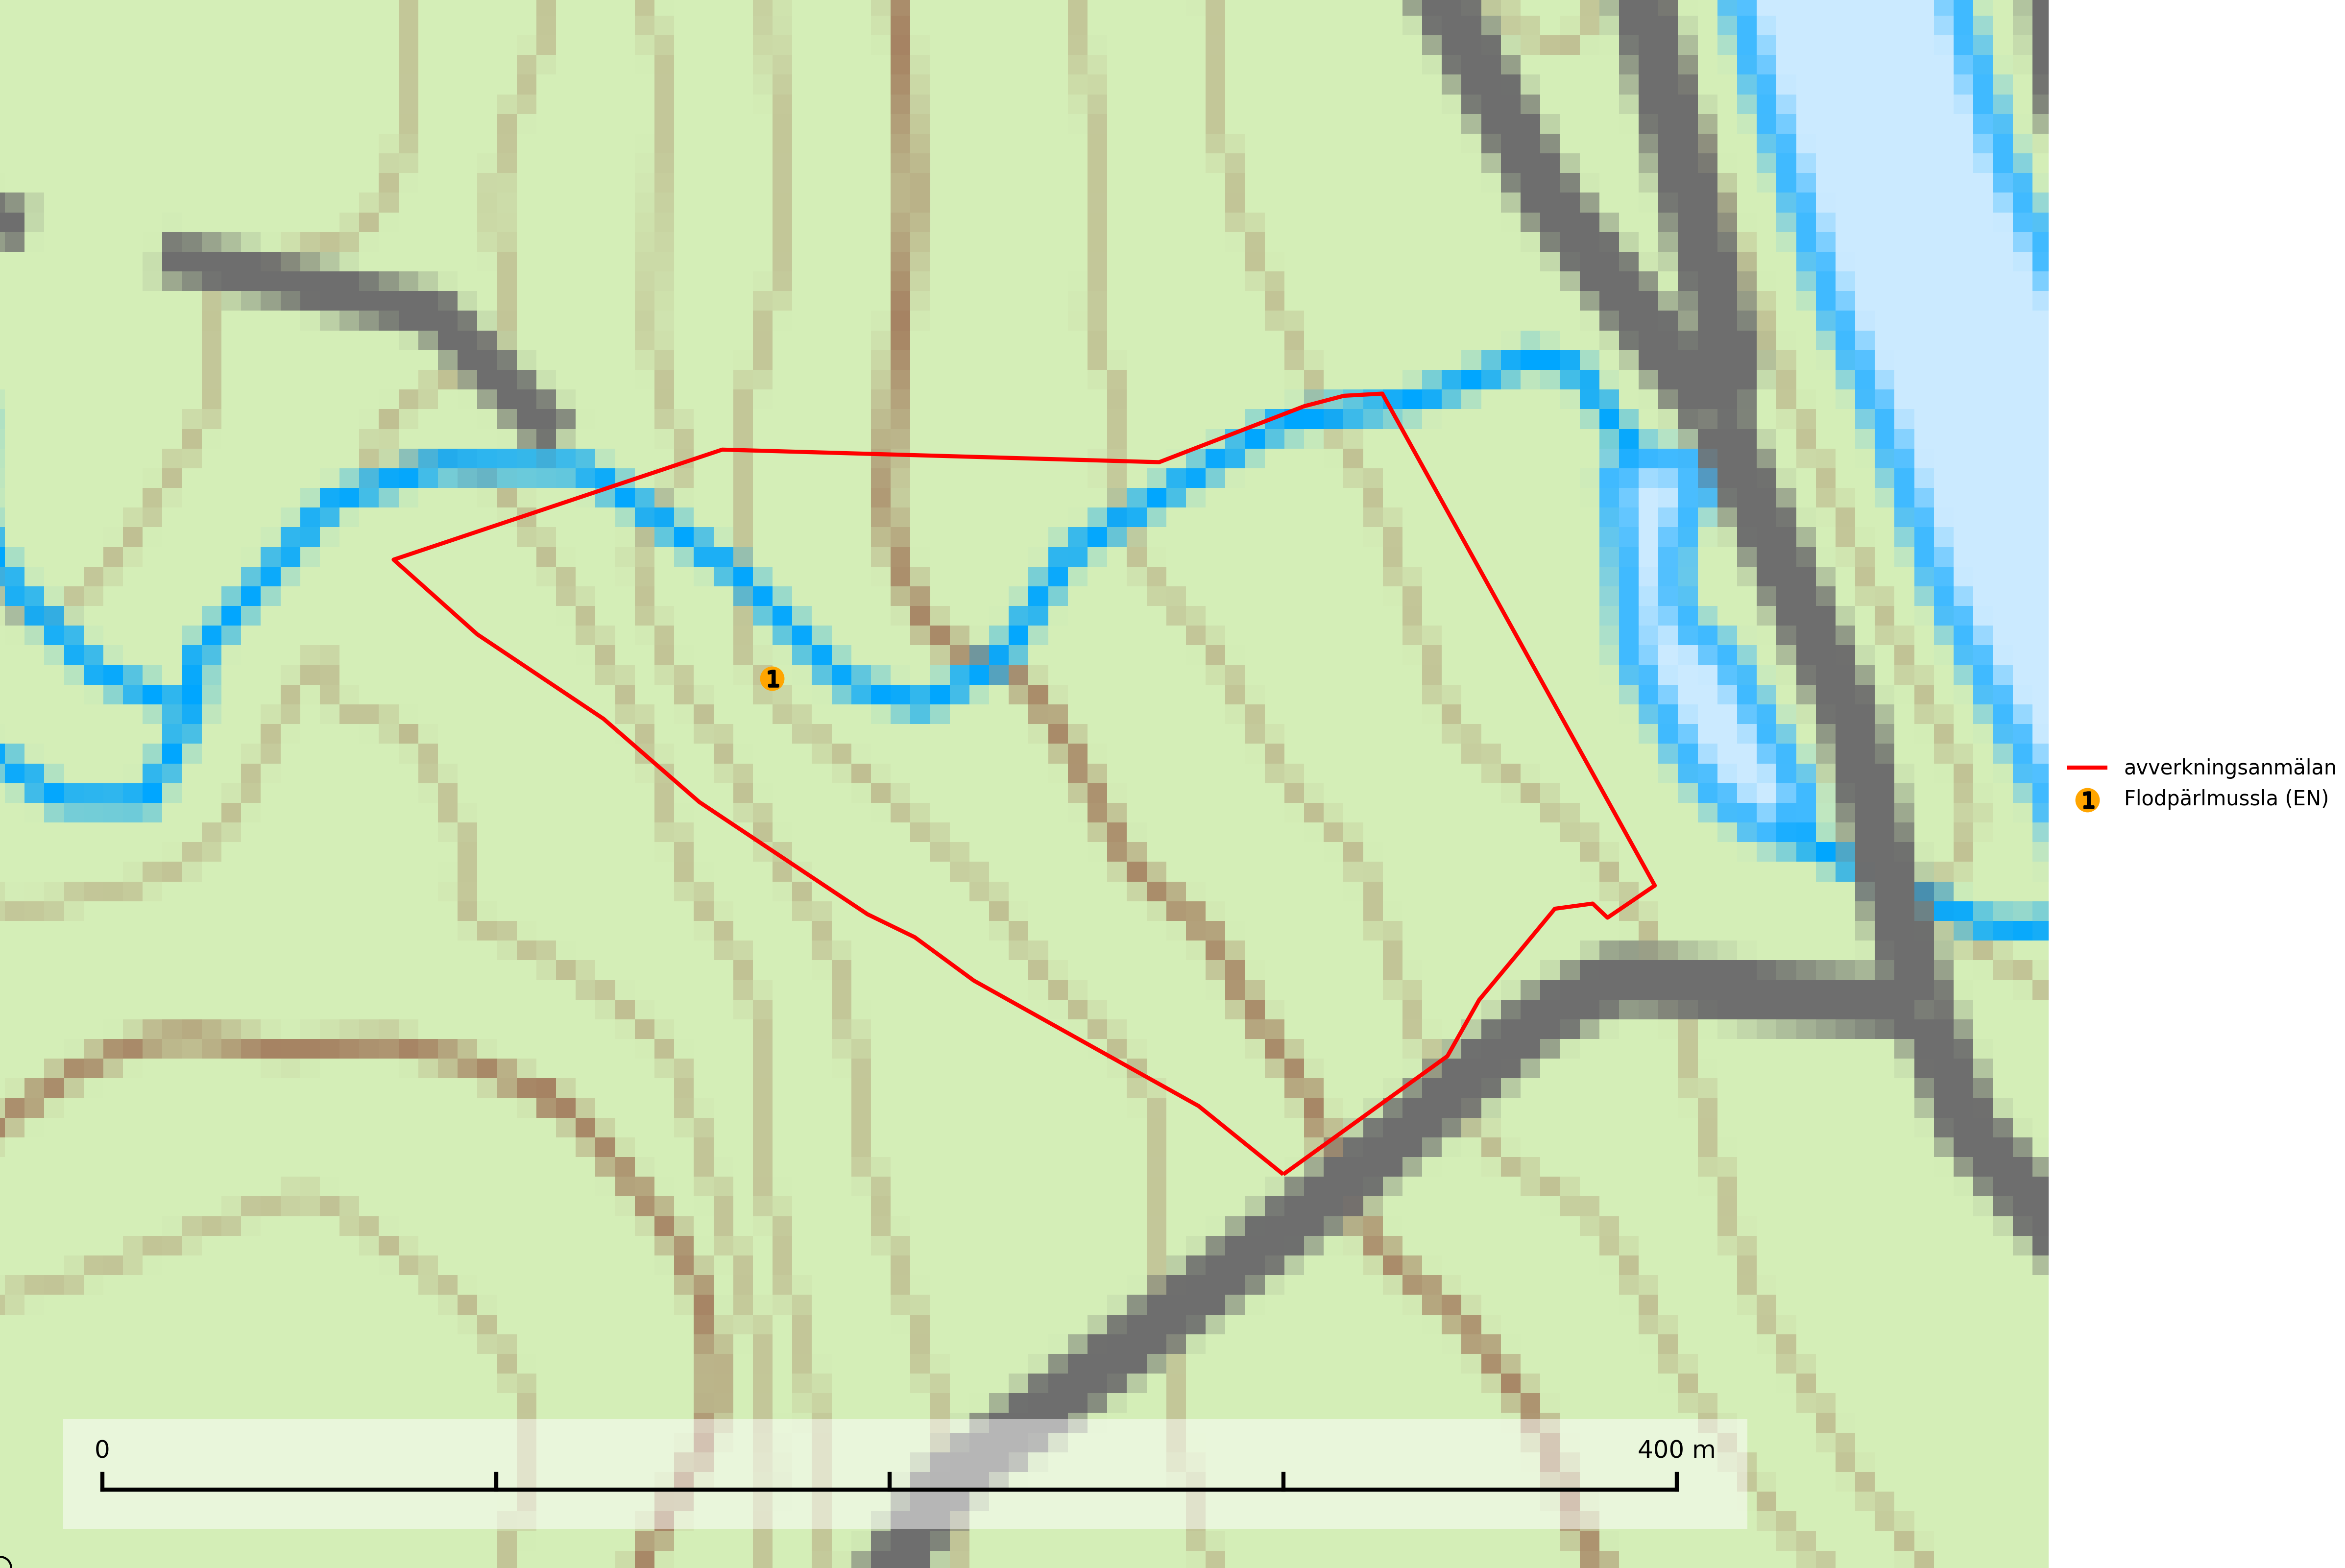 1
avverkningsanmälan
1 Flodpärlmussla (EN)
0 400 m